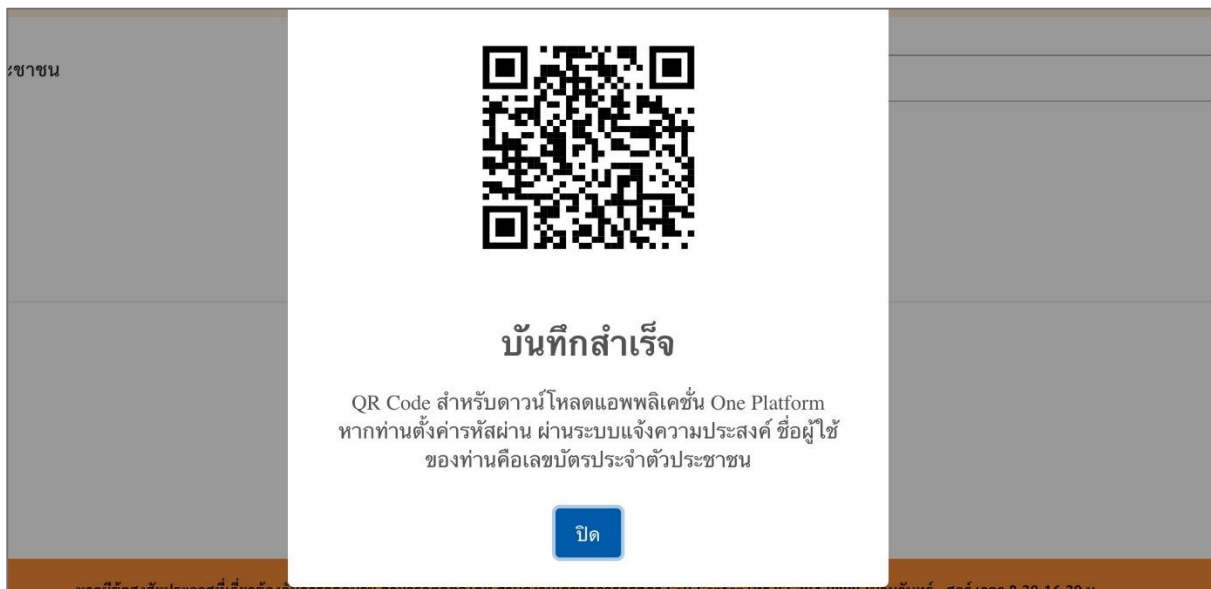 ะชาชน
บันทึกสำเร็จ
QR Code สำหรับดาวน์โหลดแอพพลิเคชั่น One Platform
หากท่านตั้งค่ารหัสผ่าน ผ่านระบบแจ้งความประสงค์ ชื่อผู้ใช้
ของท่านคือเลขบัตรประจำตัวประชาชน
ปิด